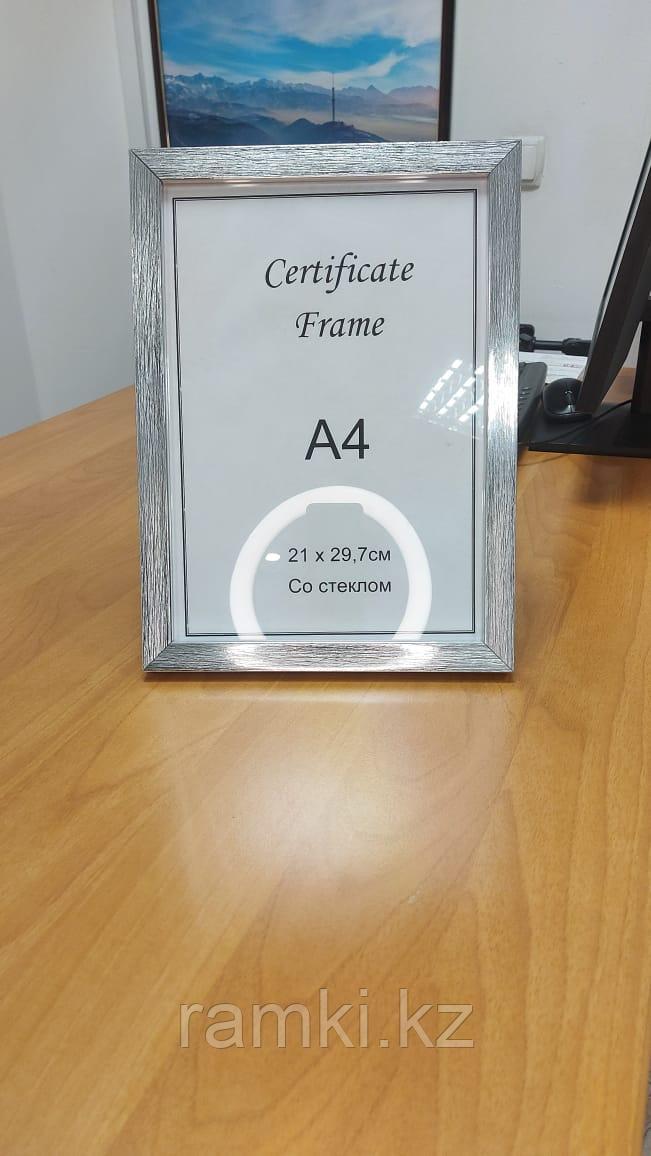 Certificate
Frame
A4
21 x 29,7см
Со стеклом
ramki.kz